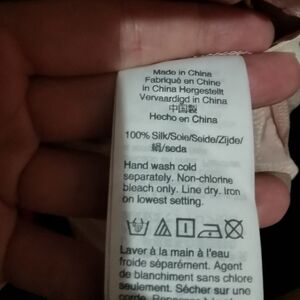 Made in China
Fabriqué en Chine
in China Hergestellt
Vervaardigd in China
中国製
Hecho en China
100% Silk/Soie/Seide/Zijde/
絹/seda
Hand wash cold
separately. Non-chlorine
bleach only. Line dry. Iron
on lowest setting.
Laver à la main à l'eau
froide séparément. Agent
de blanchiment sans chlore
seulement. Sécher sur une
corde. Repasser